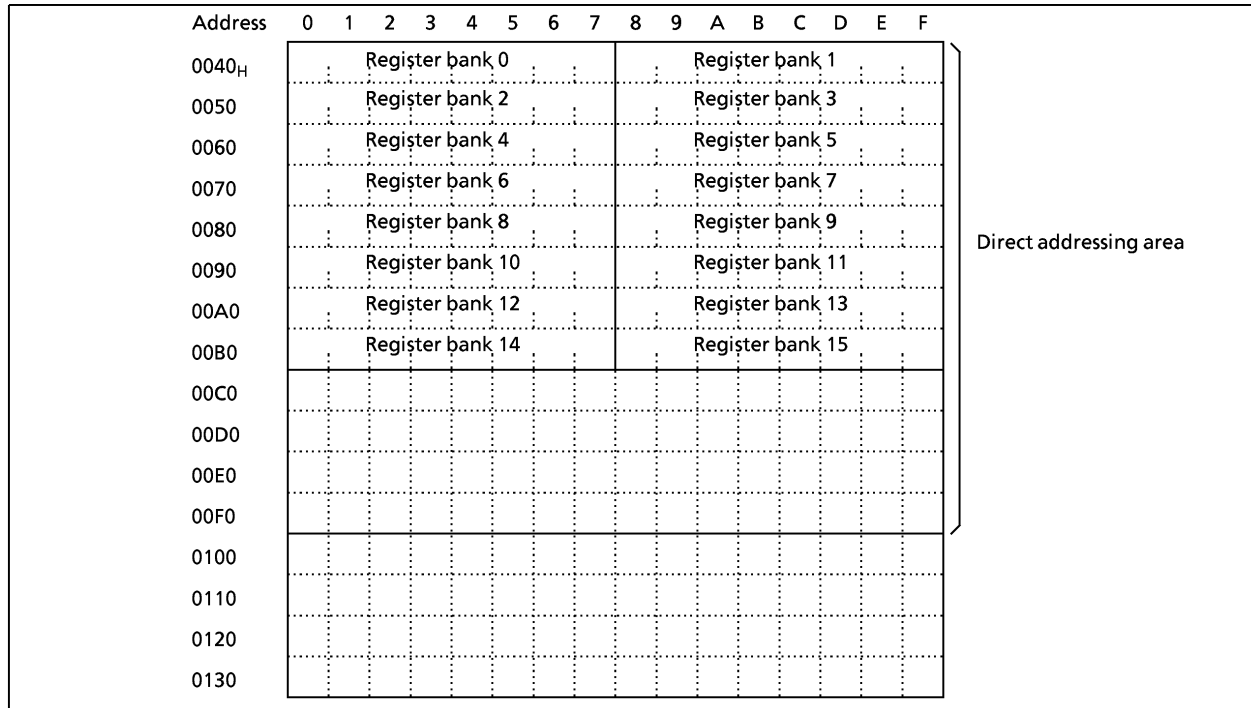 Address 0 1 2 3 4 5 6 7 8 9 A B C D E F
0040H Register bank 0 Register bank 1
0050 Register bank 2 Register bank 3
0060 Register bank 4 Register bank 5
0070 Register bank 6 Register bank 7
0080 Register bank 8 Register bank 9
Direct addressing area
0090 Register bank 10 Register bank 11
00A0 Register bank 12 Register bank 13
00B0 Register bank 14 Register bank 15
00C0
00D0
00E0
00F0
0100
0110
0120
0130